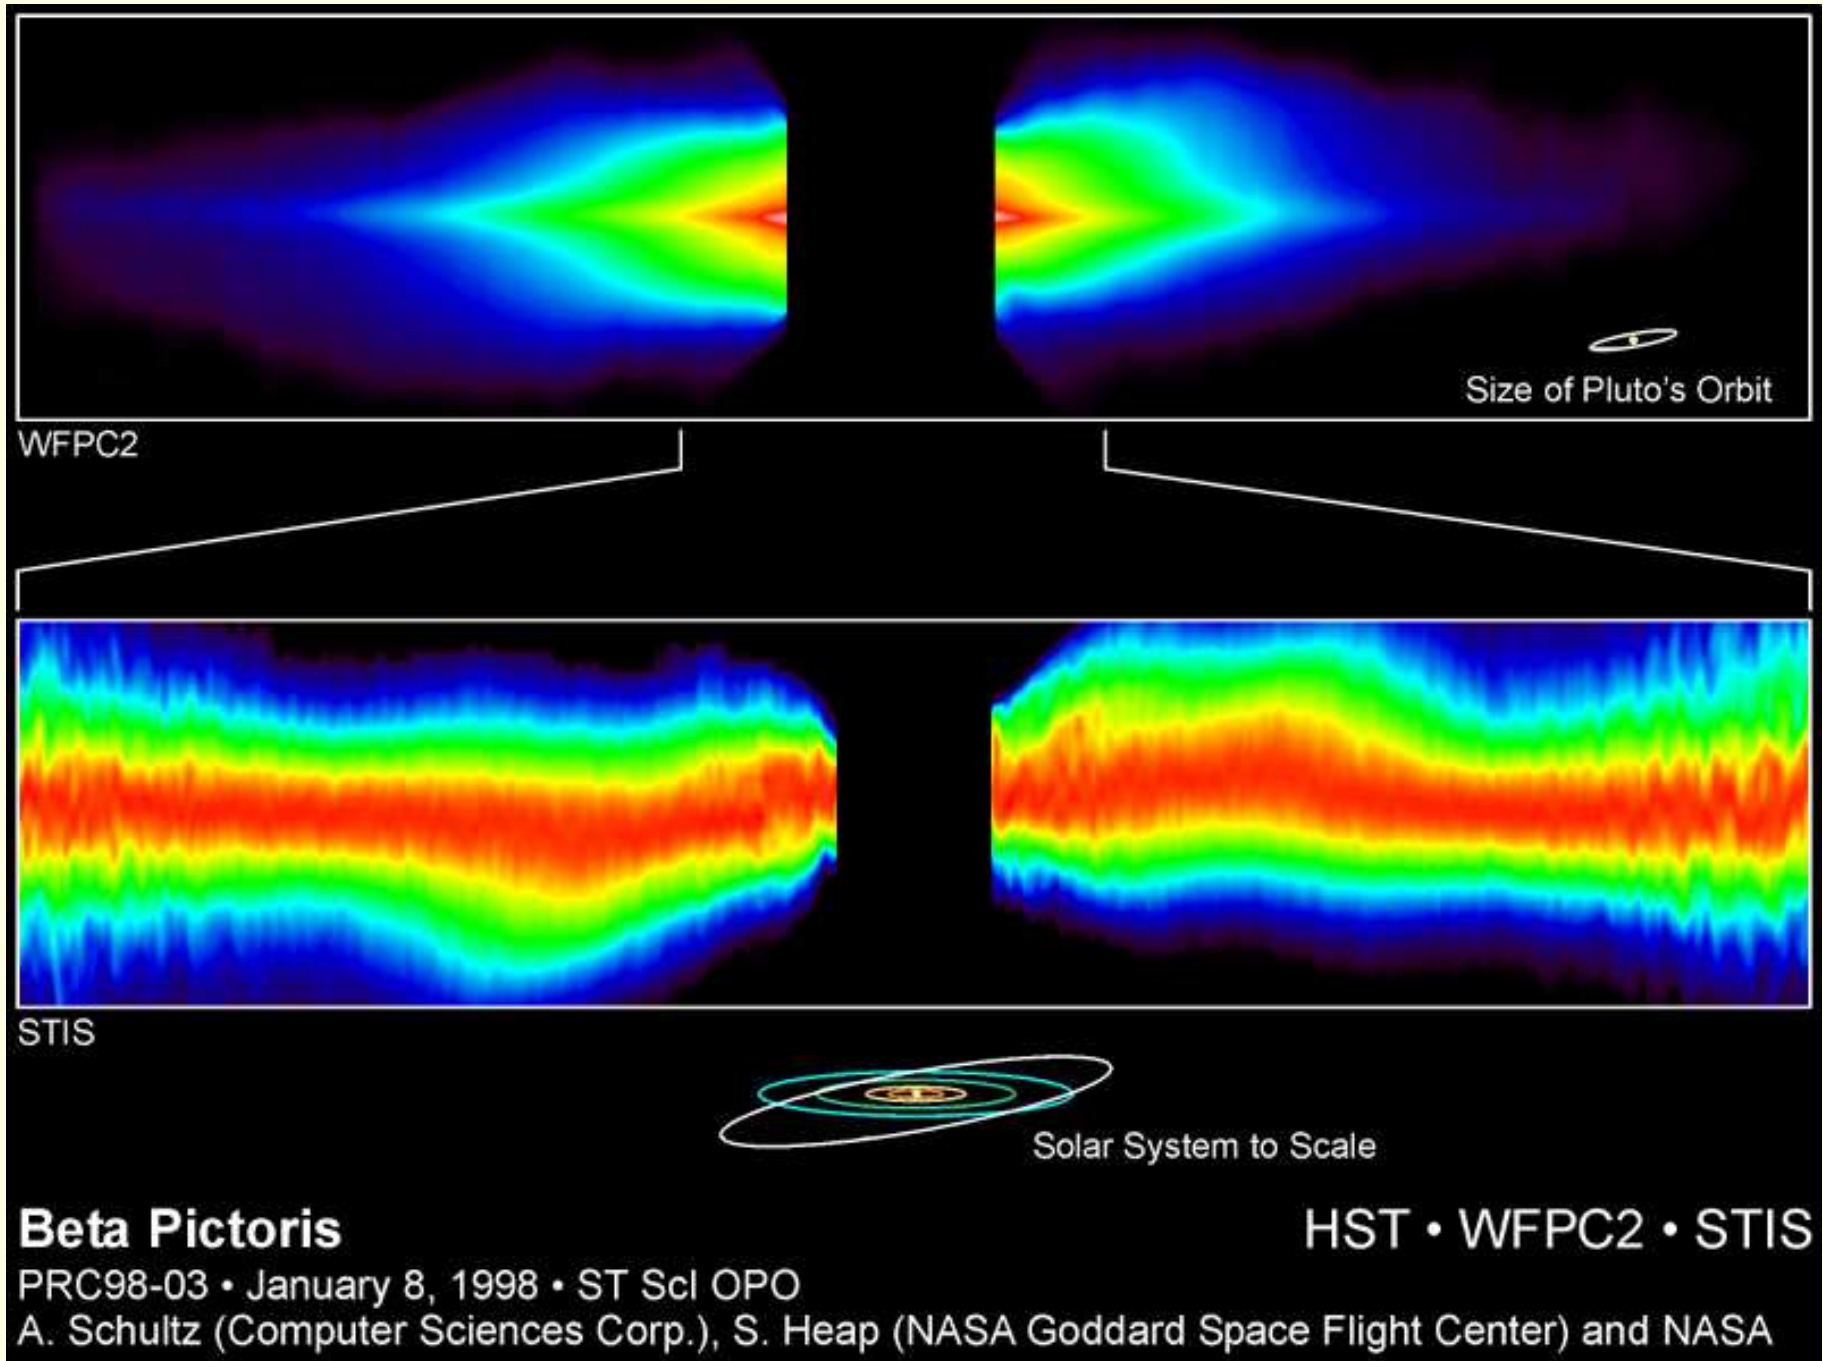 Size of Pluto's Orbit
WFPC2
STIS
Solar System to Scale
Beta Pictoris
HST • WFPC2 • STIS
PRC98-03 • January 8, 1998 • ST ScI OPO
A. Schultz (Computer Sciences Corp.), S. Heap (NASA Goddard Space Flight Center) and NASA